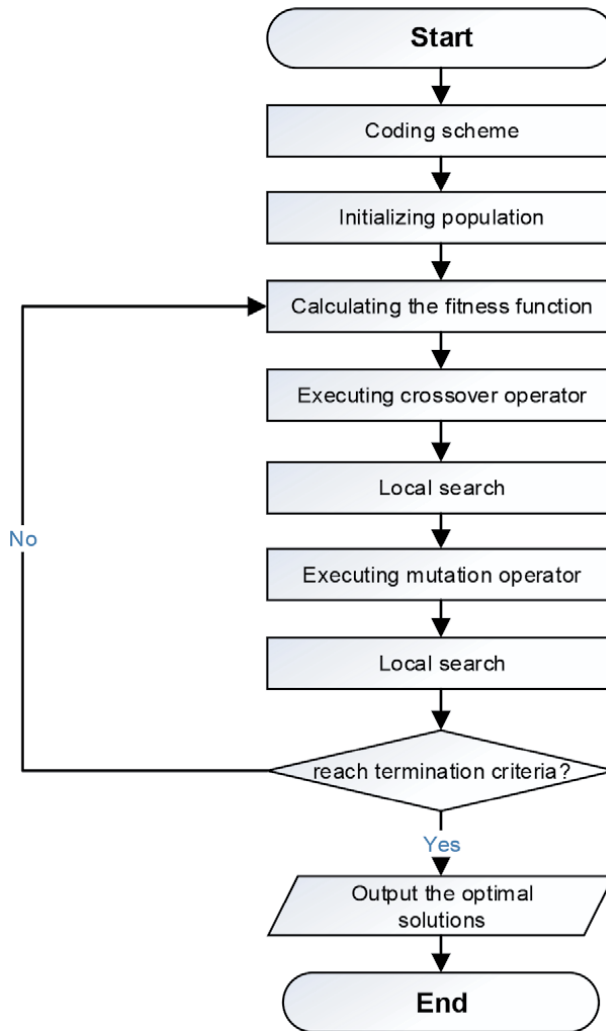 Start
Coding scheme
Initializing population
Calculating the fitness function
Executing crossover operator
Local search
No
Executing mutation operator
Local search
reach termination criteria?
Yes
Output the optimal
solutions
End